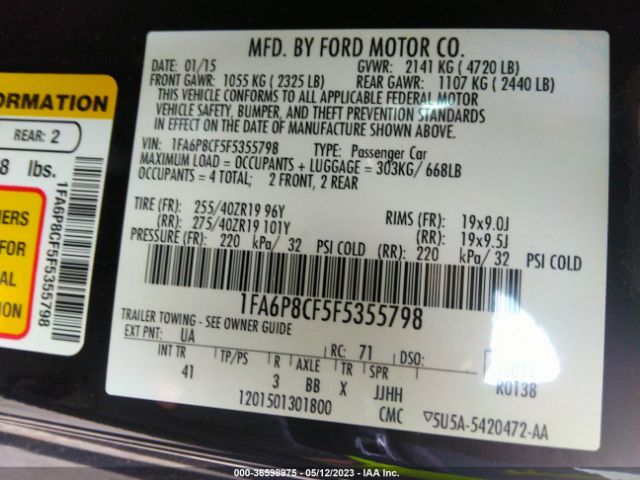 MFD. BY FORD MOTOR CO.
DATE: 01/15 GVWR: 2141 KG ( 4720 LB)
FRONT GAWR: 1055 KG ( 2325 LB) REAR GAWR: 1107 KG ( 2440 LB)
THIS VEHICLE CONFORMS TO ALL APPLICABLE FEDERAL MOTOR
VEHICLE SAFETY, BUMPER, AND THEFT PREVENTION STANDARDS
IN EFFECT ON THE DATE OF MANUFACTURE SHOWN ABOVE.
VIN: 1FA6P8CF5F5355798 TYPE: Passenger Car
MAXIMUM LOAD = OCCUPANTS + LUGGAGE = 303KG/ 668LB
OCCUPANTS = 4 TOTAL; 2 FRONT, 2 REAR
TIRE (FR): 255/40ZR19 96Y RIMS (FR): 19x9.0J
(RR): 275/40ZR19 101Y (RR): 19x9.5J
PRESSURE (FR): 220 kPa/ 32 PSI COLD (RR): 220 kPa/ 32 PSI COLD
1FA6P8CF5F5355798
TRAILER TOWING - SEE OWNER GUIDE
EXT PNT: UA RC: 71 DSO:
INT TR TP/PS R AXLE TR SPR
41 3 BB X JJHH R0138
1201501301800 CMC ▽5U5A-5420472-AA
ORMATION
REAR: 2
8 lbs.
NERS
FOR
AL
TION
1FA6P8CF5F5355798
000-36598975 - 05/12/2023 - IAA Inc.